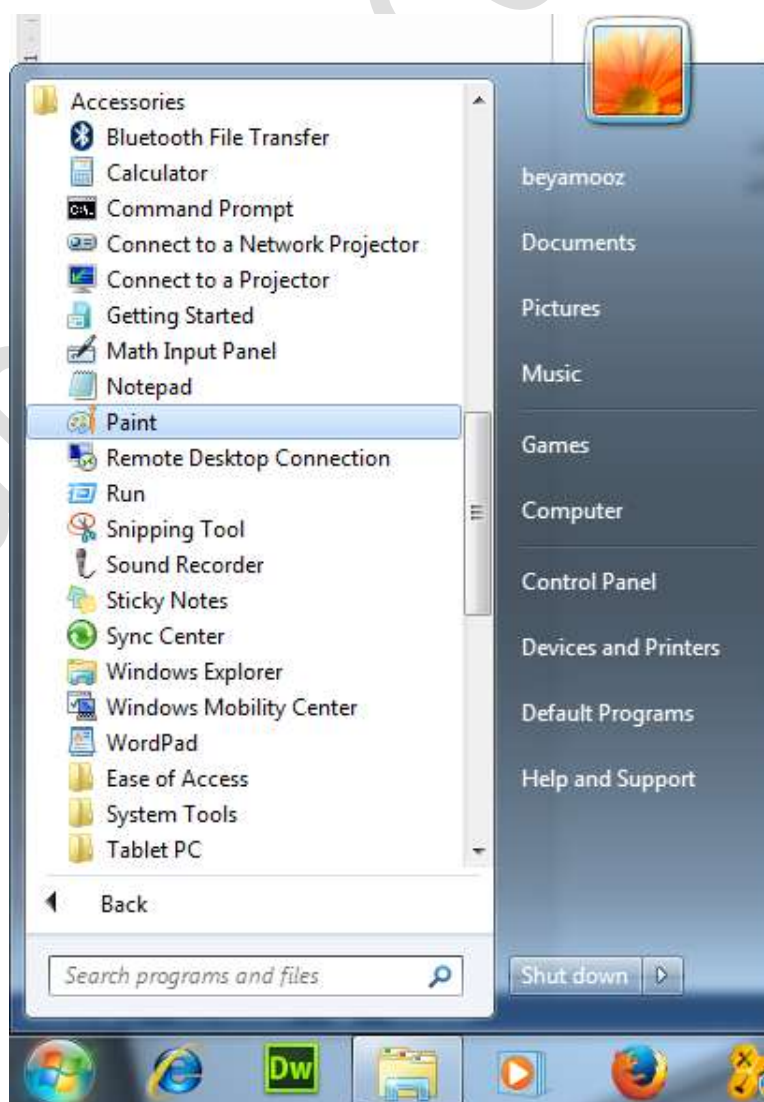 Accessories
Bluetooth File Transfer
Calculator
Command Prompt
Connect to a Network Projector
Connect to a Projector
Getting Started
Math Input Panel
Notepad
Paint
Remote Desktop Connection
Run
Snipping Tool
Sound Recorder
Sticky Notes
Sync Center
Windows Explorer
Windows Mobility Center
WordPad
Ease of Access
System Tools
Tablet PC
Back
Search programs and files
beyamooz
Documents
Pictures
Music
Games
Computer
Control Panel
Devices and Printers
Default Programs
Help and Support
Shut down
Dw